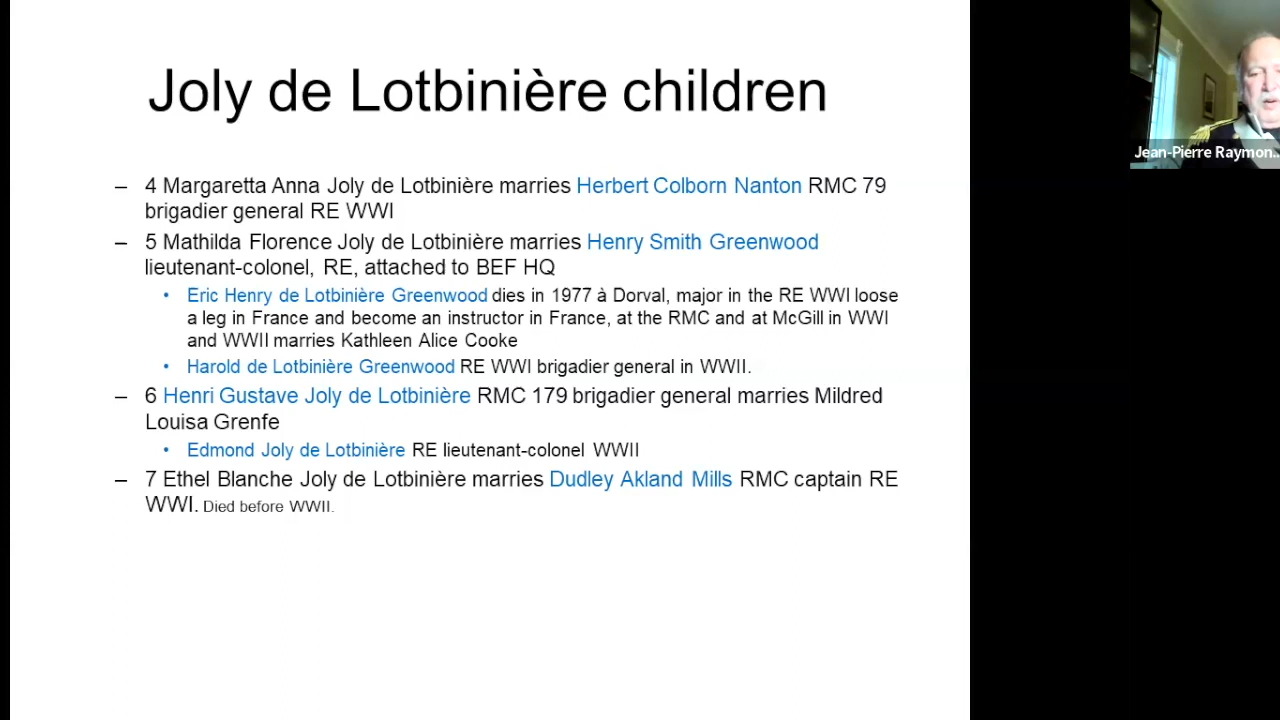 Joly de Lotbinière children
– 4 Margaretta Anna Joly de Lotbinière marries Herbert Colborn Nanton RMC 79
brigadier general RE WWI
– 5 Mathilda Florence Joly de Lotbinière marries Henry Smith Greenwood
lieutenant-colonel, RE, attached to BEF HQ
• Eric Henry de Lotbinière Greenwood dies in 1977 à Dorval, major in the RE WWI loose
a leg in France and become an instructor in France, at the RMC and at McGill in WWI
and WWII marries Kathleen Alice Cooke
• Harold de Lotbinière Greenwood RE WWI brigadier general in WWII.
– 6 Henri Gustave Joly de Lotbinière RMC 179 brigadier general marries Mildred
Louisa Grenfe
• Edmond Joly de Lotbinière RE lieutenant-colonel WWII
– 7 Ethel Blanche Joly de Lotbinière marries Dudley Akland Mills RMC captain RE
WWI. Died before WWII.
Jean-Pierre Raymon...